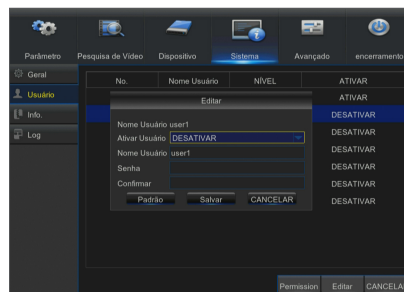 Parâmetro Pesquisa de Vídeo Dispositivo Sistema Avançado encerramento
Geral
Usuário
Info.
Log
No. Nome Usuário NÍVEL ATIVAR
ATIVAR
DESATIVAR
DESATIVAR
DESATIVAR
DESATIVAR
DESATIVAR
DESATIVAR
Editar
Nome Usuário user1
Ativar Usuário DESATIVAR
Nome Usuário user1
Senha
Confirmar
Padrão Salvar CANCELAR
Permission Editar CANCELA